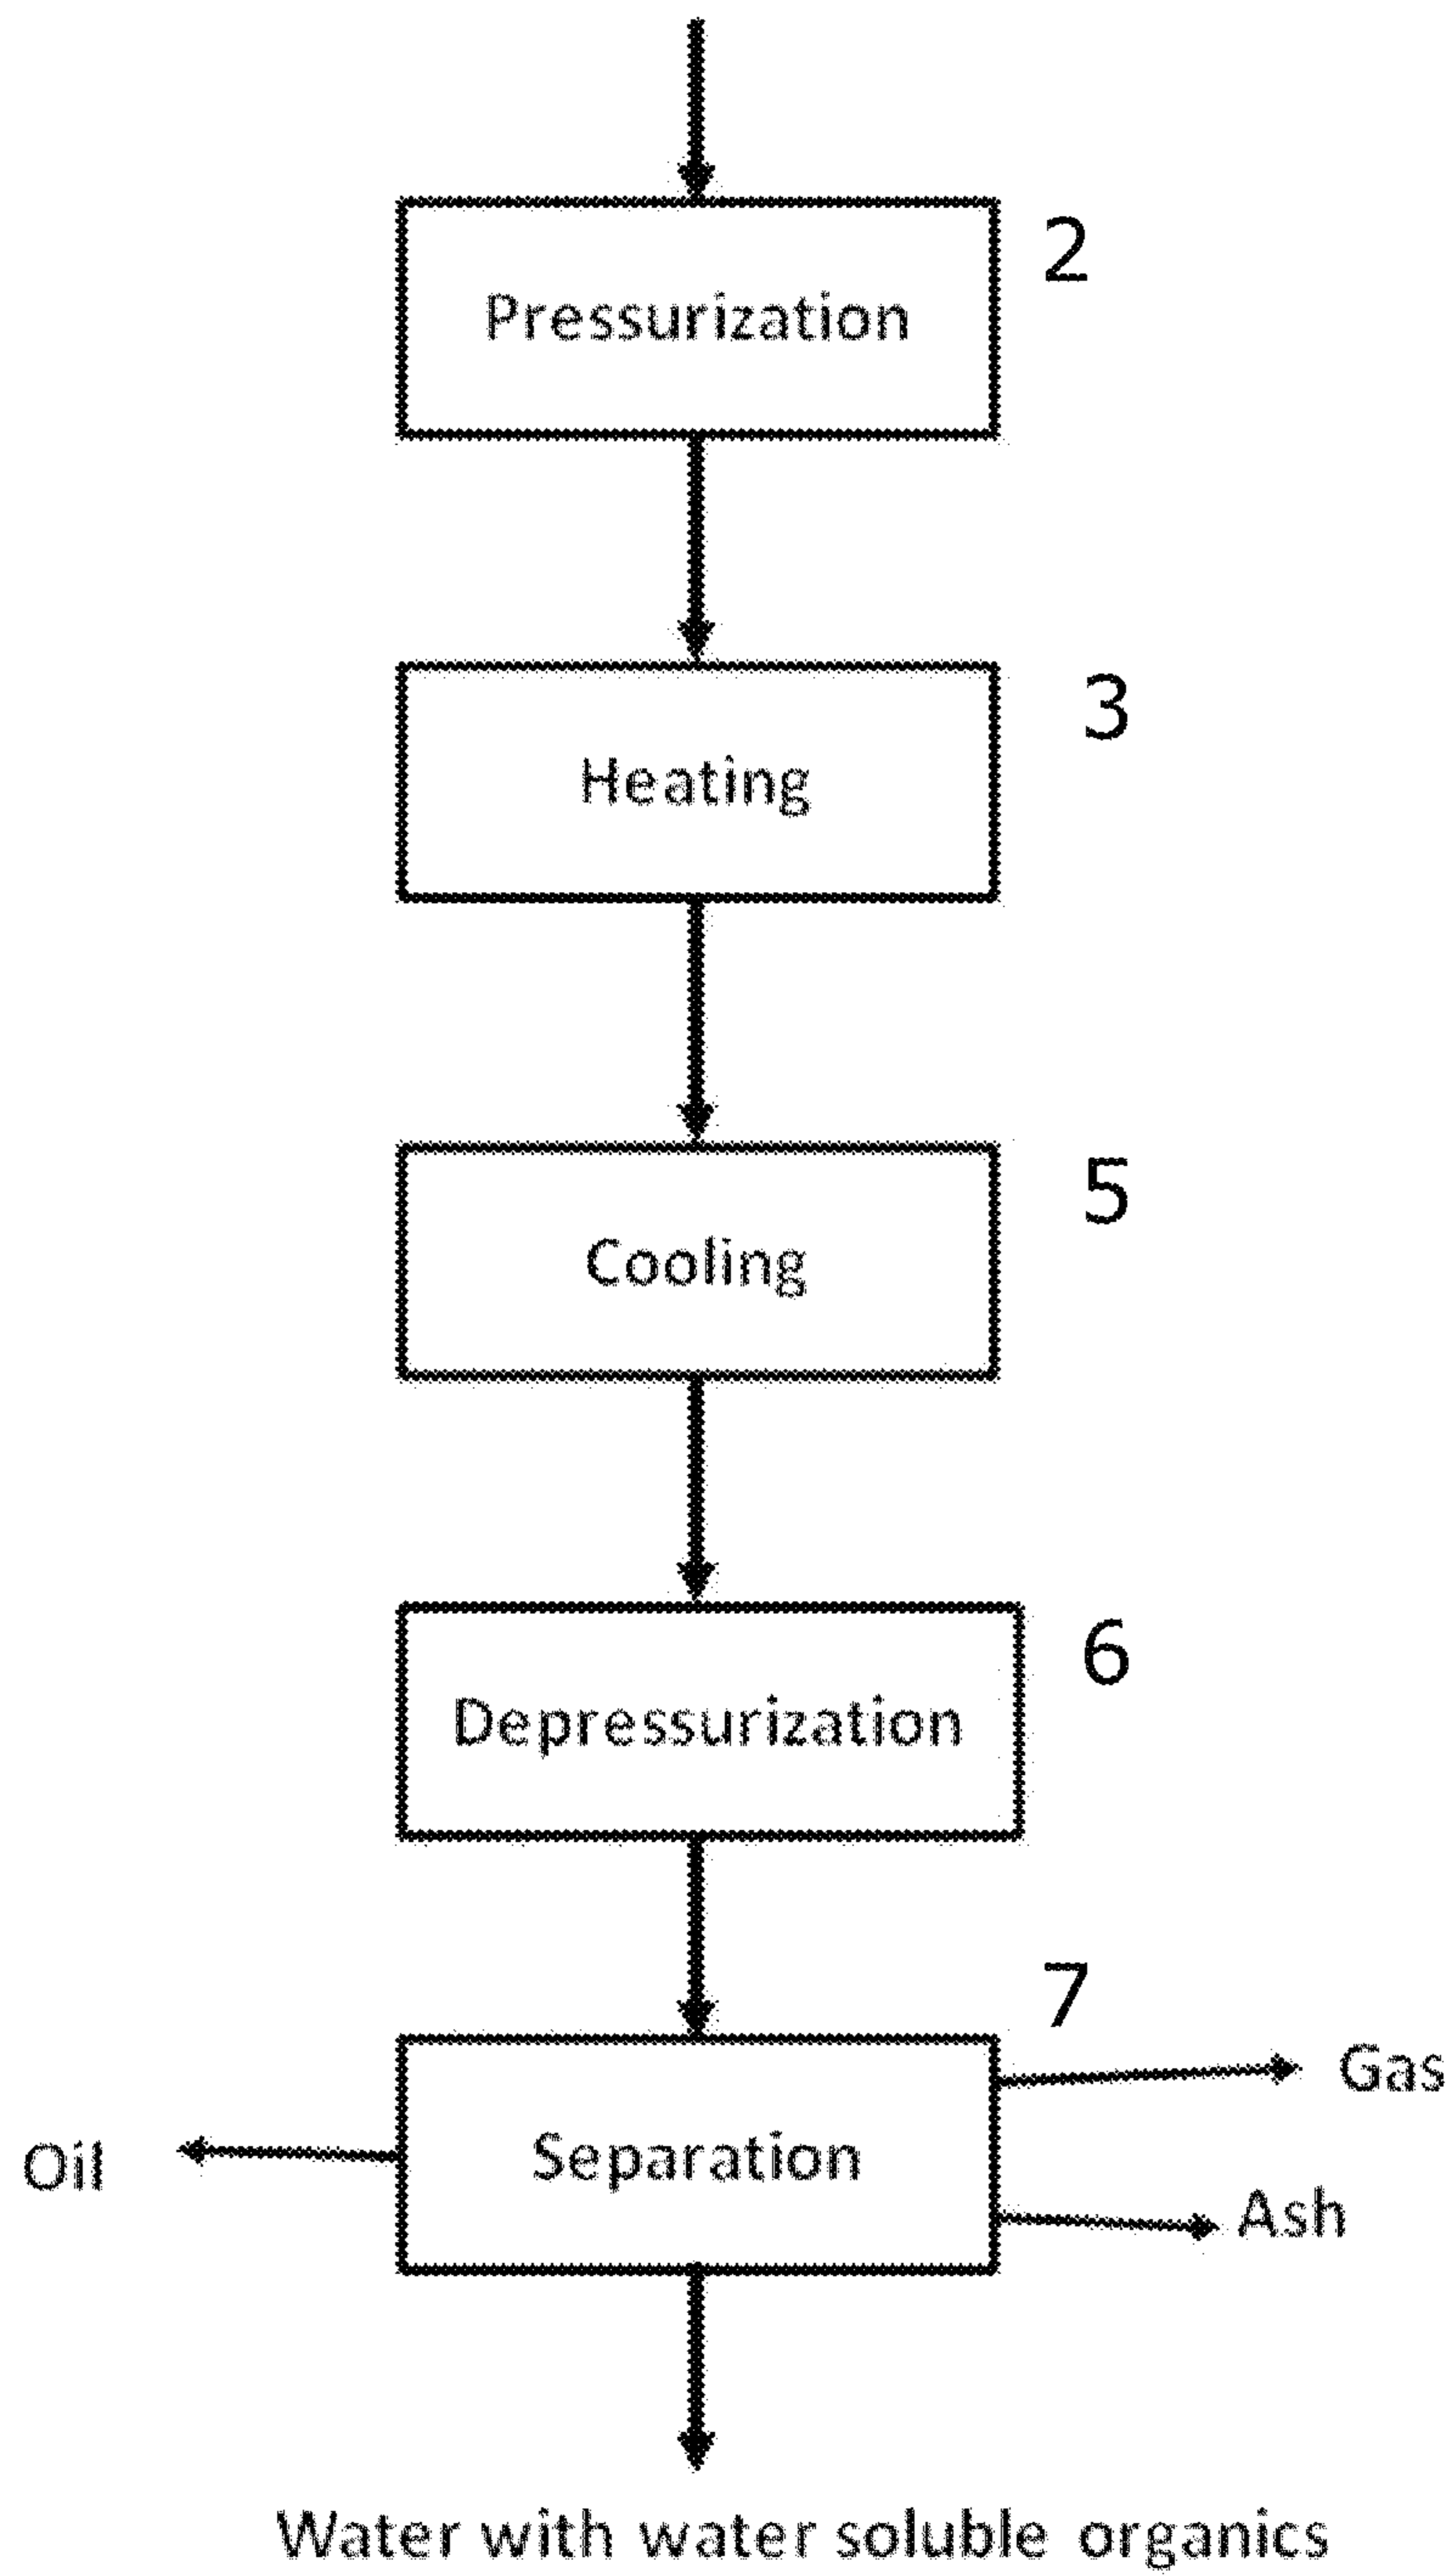 2
Pressurization
3
Heating
5
Cooling
6
Depressurization
7
Gas
Oil
Separation
Ash
Water with water soluble organics